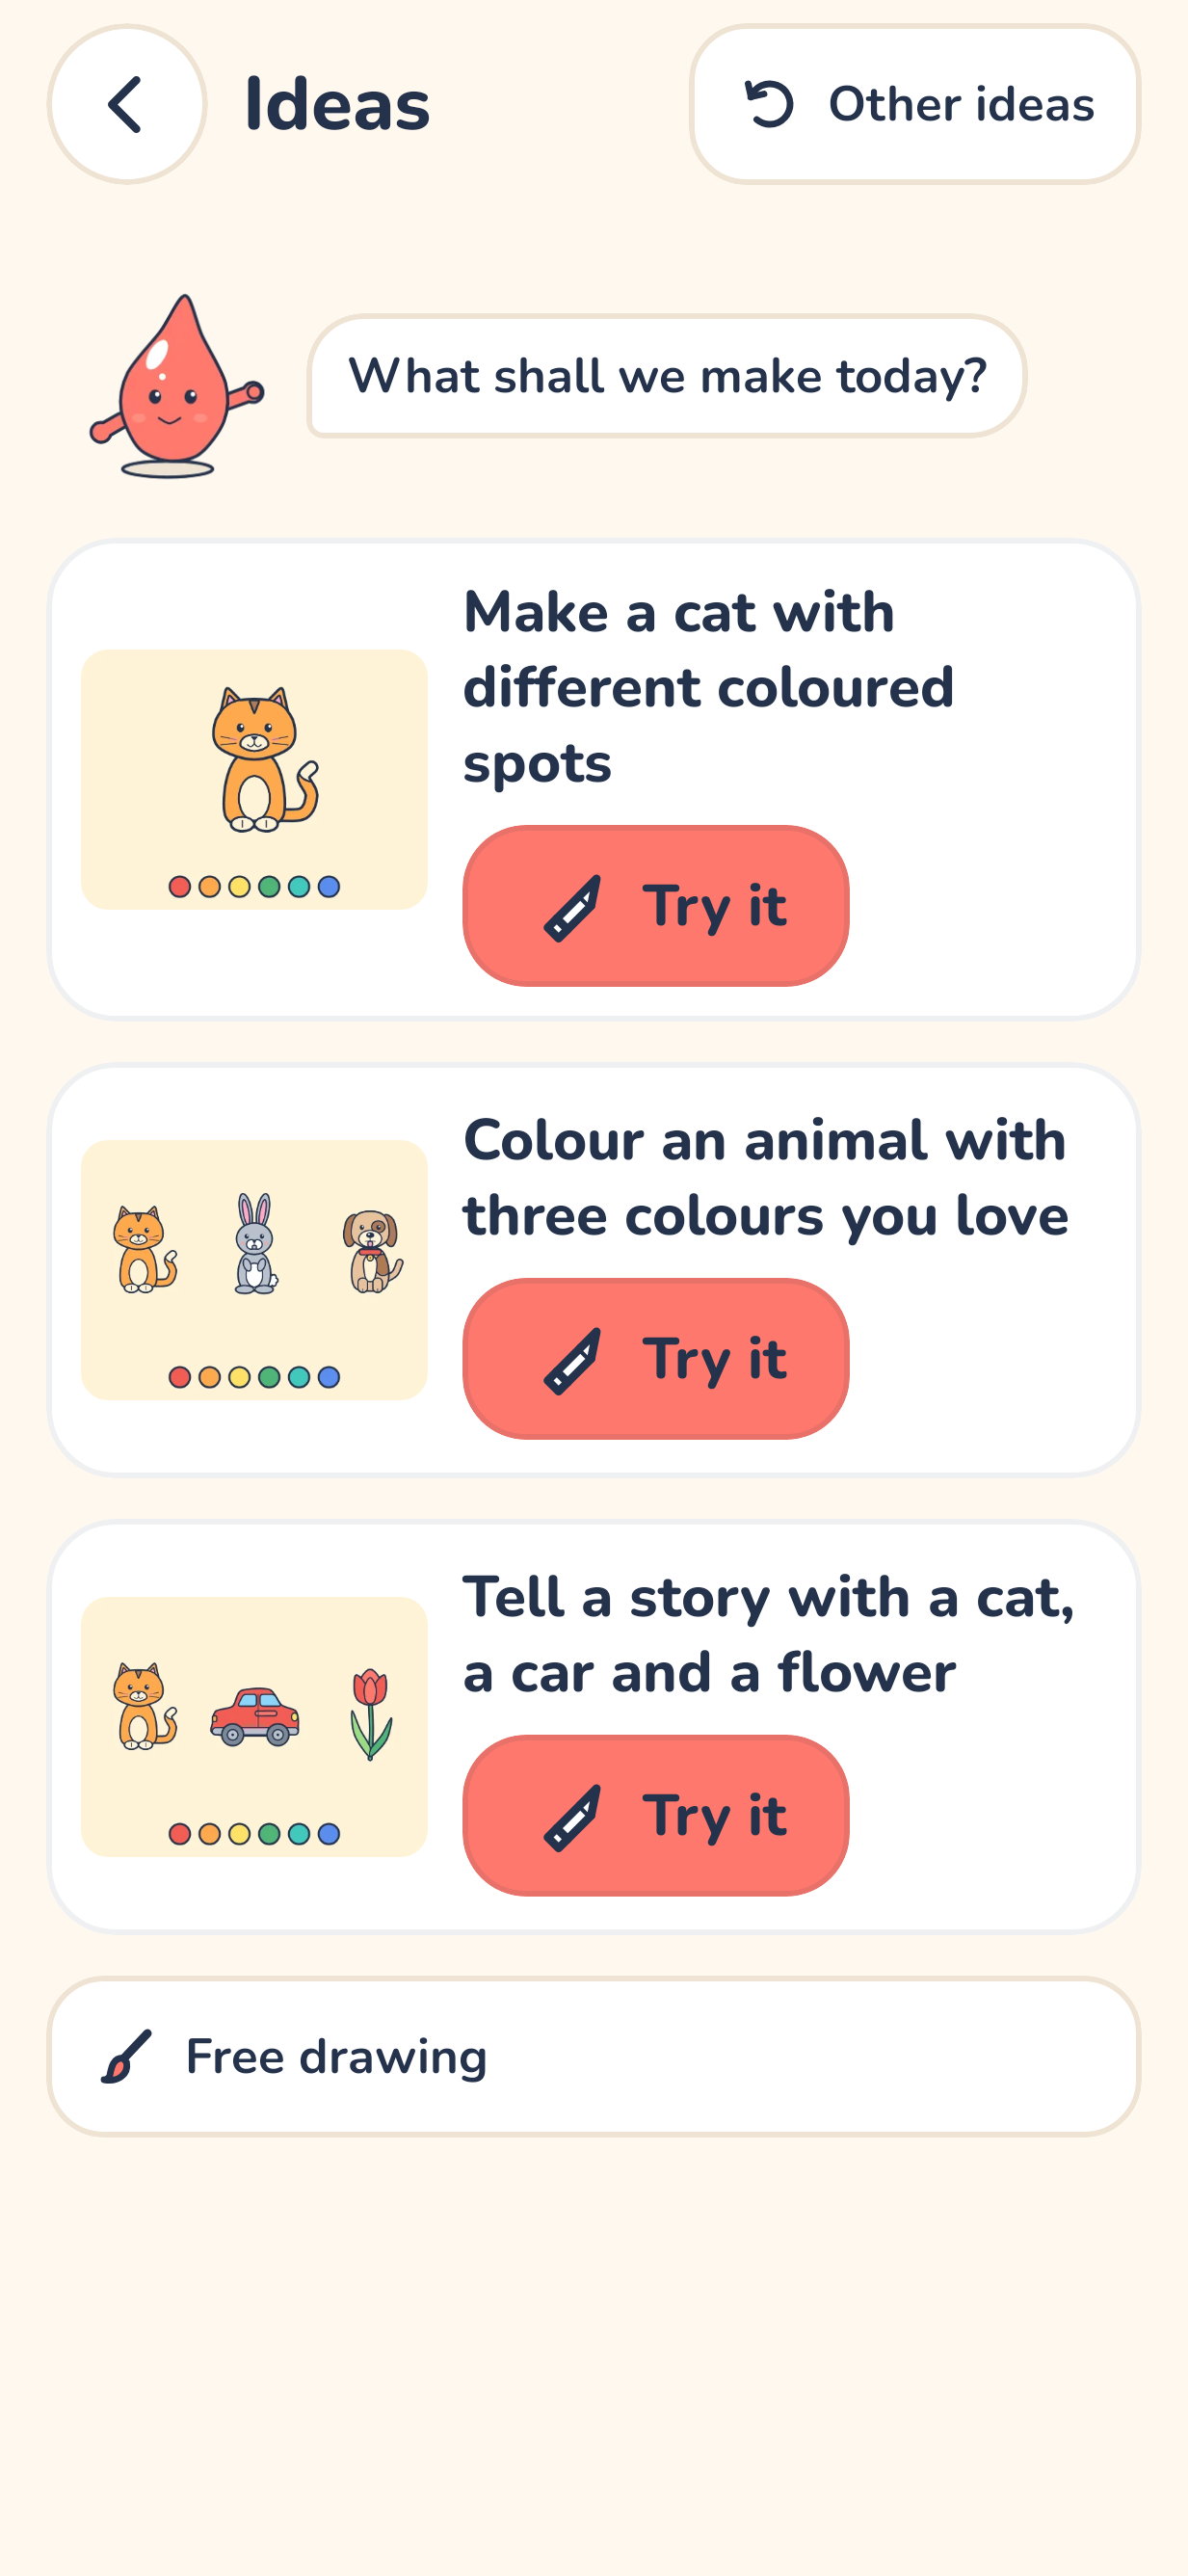 Ideas
Other ideas
What shall we make today?
Make a cat with
different coloured
spots
Try it
Colour an animal with
three colours you love
Try it
Tell a story with a cat,
a car and a flower
Try it
Free drawing